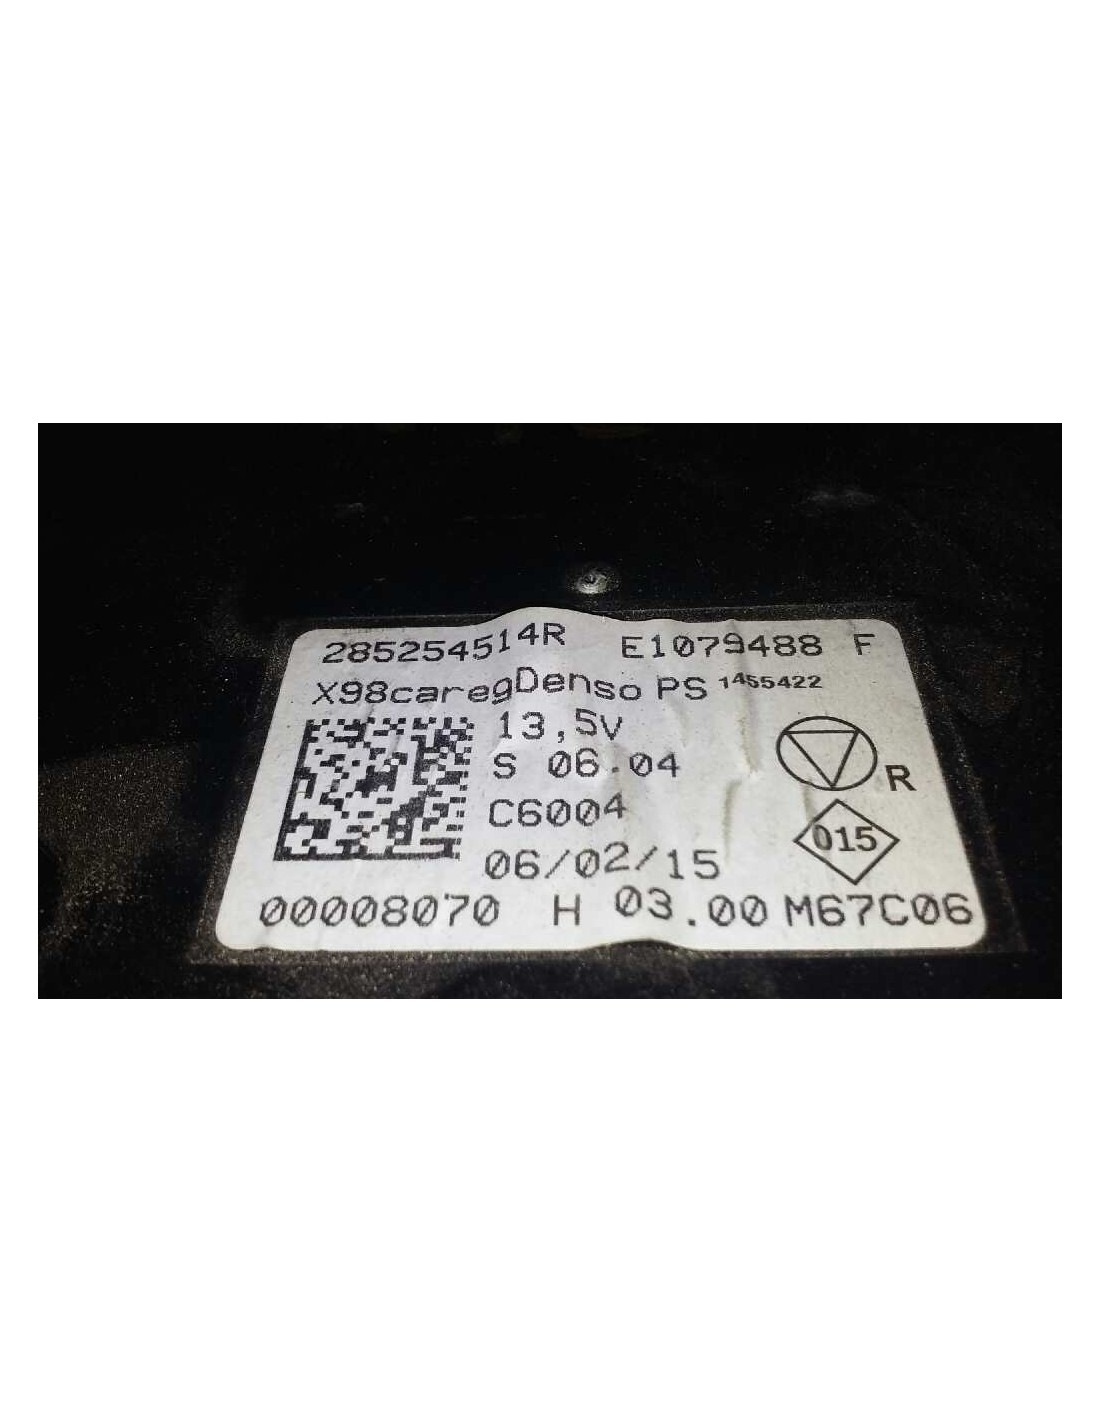 285254514R E1079488 F
X98caregDenso PS 1455422
13,5V
S 06.04
C6004
R
015
06/02/15
00008070 H 03.00 M67C06